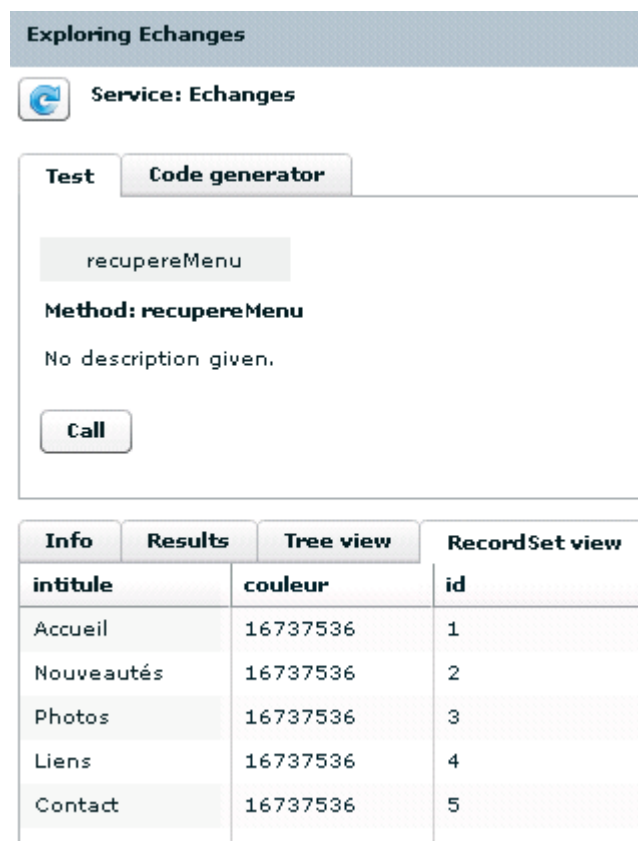 Exploring Echanges
Service: Echanges
Test Code generator
recupereMenu
Method: recupereMenu
No description given.
Call
Info Results Tree view RecordSet view
intitule couleur id
Accueil 16737536 1
Nouveautés 16737536 2
Photos 16737536 3
Liens 16737536 4
Contact 16737536 5